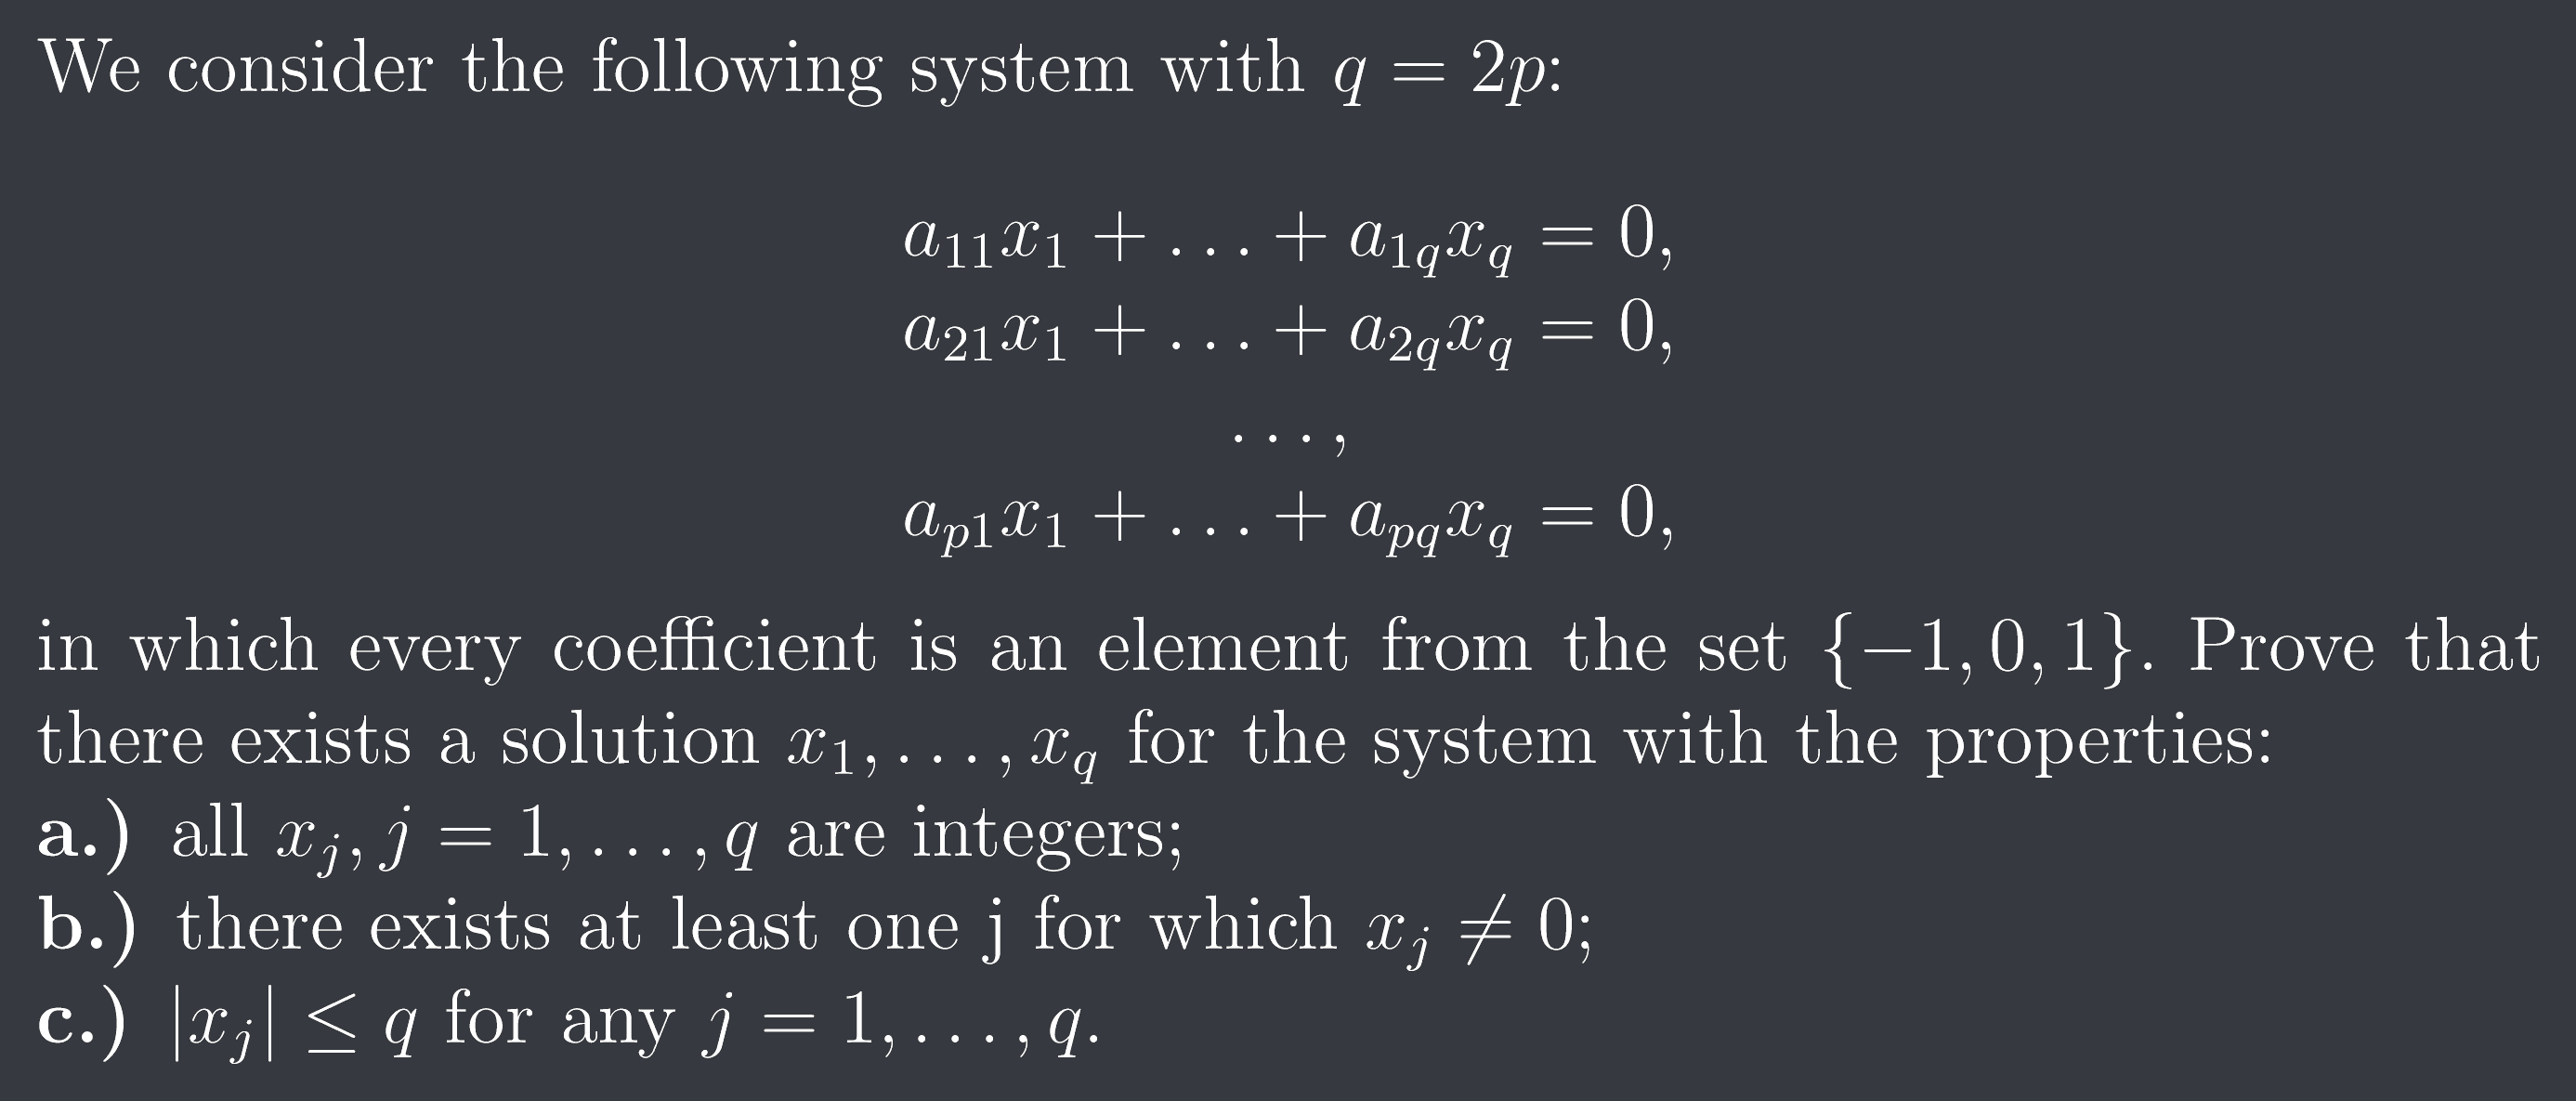 We consider the following system with q = 2p:
a₁₁x₁ + … + a₁qxq = 0,
a₂₁x₁ + … + a₂qxq = 0,
…,
aₚ₁x₁ + … + aₚqxq = 0,
in which every coefficient is an element from the set {−1, 0, 1}. Prove that
there exists a solution x₁, …, xq for the system with the properties:
a.) all xⱼ, j = 1, …, q are integers;
b.) there exists at least one j for which xⱼ ≠ 0;
c.) |xⱼ| ≤ q for any j = 1, …, q.